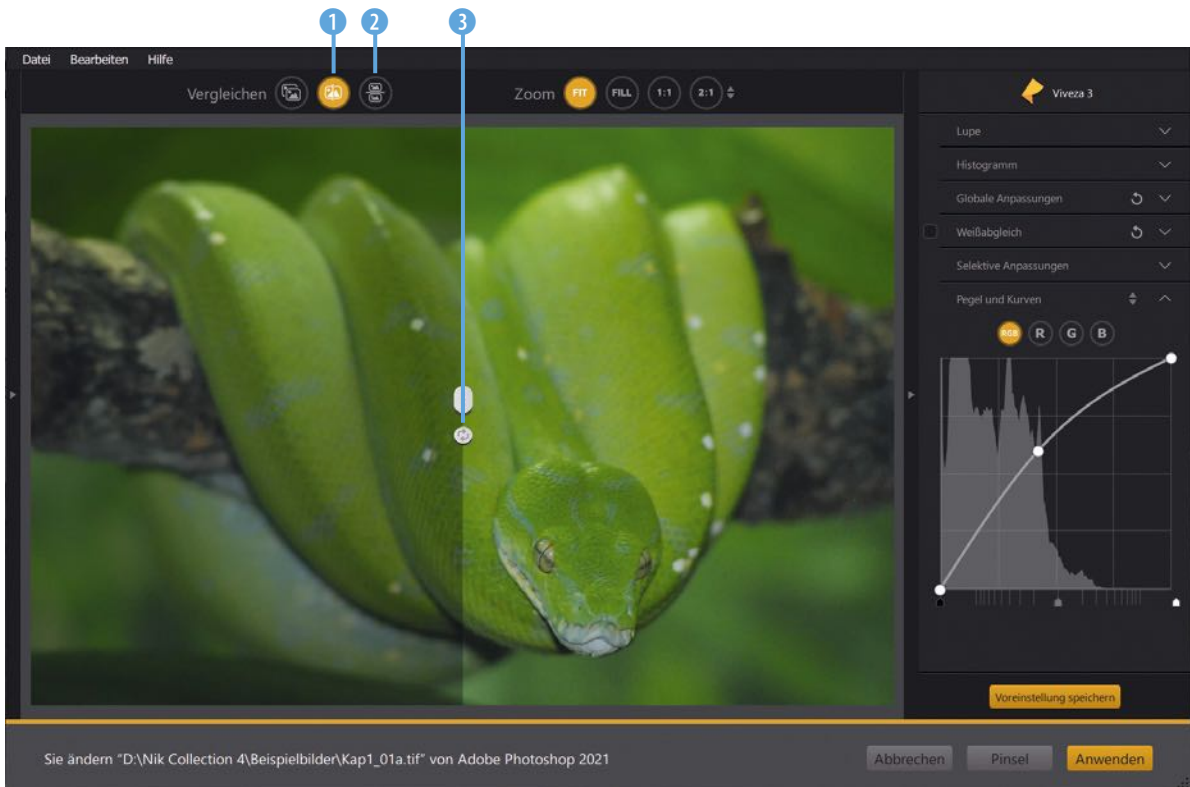 1 2 3
Datei Bearbeiten Hilfe
Vergleichen Zoom FIT FILL 1:1 2:1
Viveza 3
Lupe
Histogramm
Globale Anpassungen
Weißabgleich
Selektive Anpassungen
Pegel und Kurven
RGB R G B
Voreinstellung speichern
Sie ändern "D:\Nik Collection 4\Beispielbilder\Kap1_01a.tif" von Adobe Photoshop 2021
Abbrechen Pinsel Anwenden